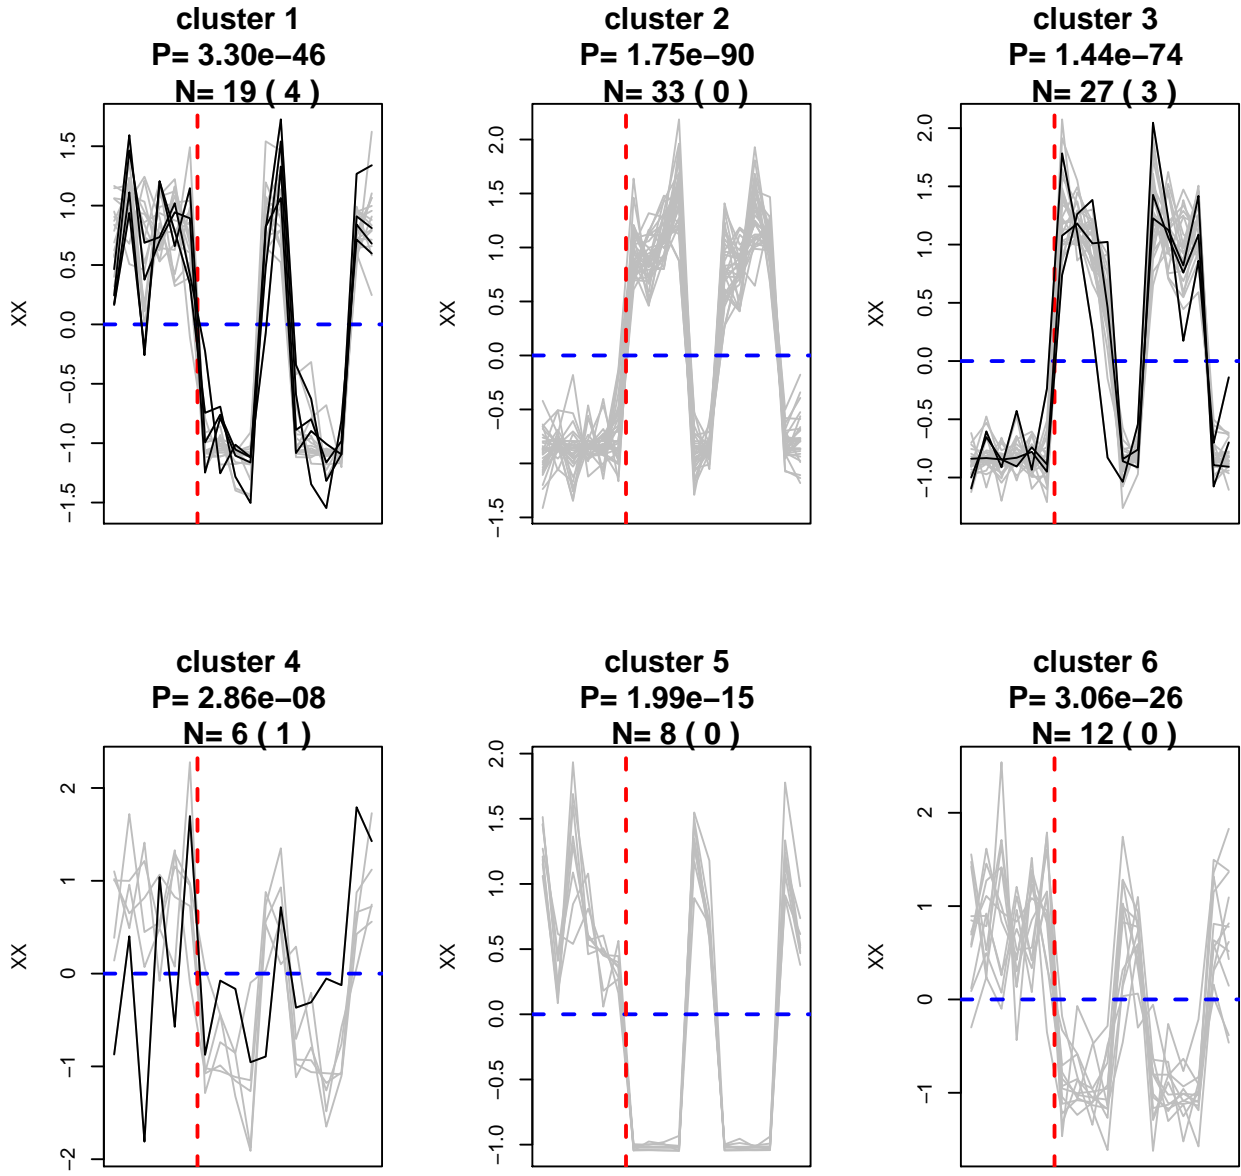 cluster 1
P= 3.30e−46
N= 19 ( 4 )
XX
1.5
1.0
0.5
0.0
−0.5
−1.0
−1.5
cluster 2
P= 1.75e−90
N= 33 ( 0 )
XX
2.0
1.5
1.0
0.5
0.0
−0.5
−1.0
−1.5
cluster 3
P= 1.44e−74
N= 27 ( 3 )
XX
2.0
1.5
1.0
0.5
0.0
−0.5
−1.0
cluster 4
P= 2.86e−08
N= 6 ( 1 )
XX
2
1
0
−1
−2
cluster 5
P= 1.99e−15
N= 8 ( 0 )
XX
2.0
1.5
1.0
0.5
0.0
−0.5
−1.0
cluster 6
P= 3.06e−26
N= 12 ( 0 )
XX
2
1
0
−1